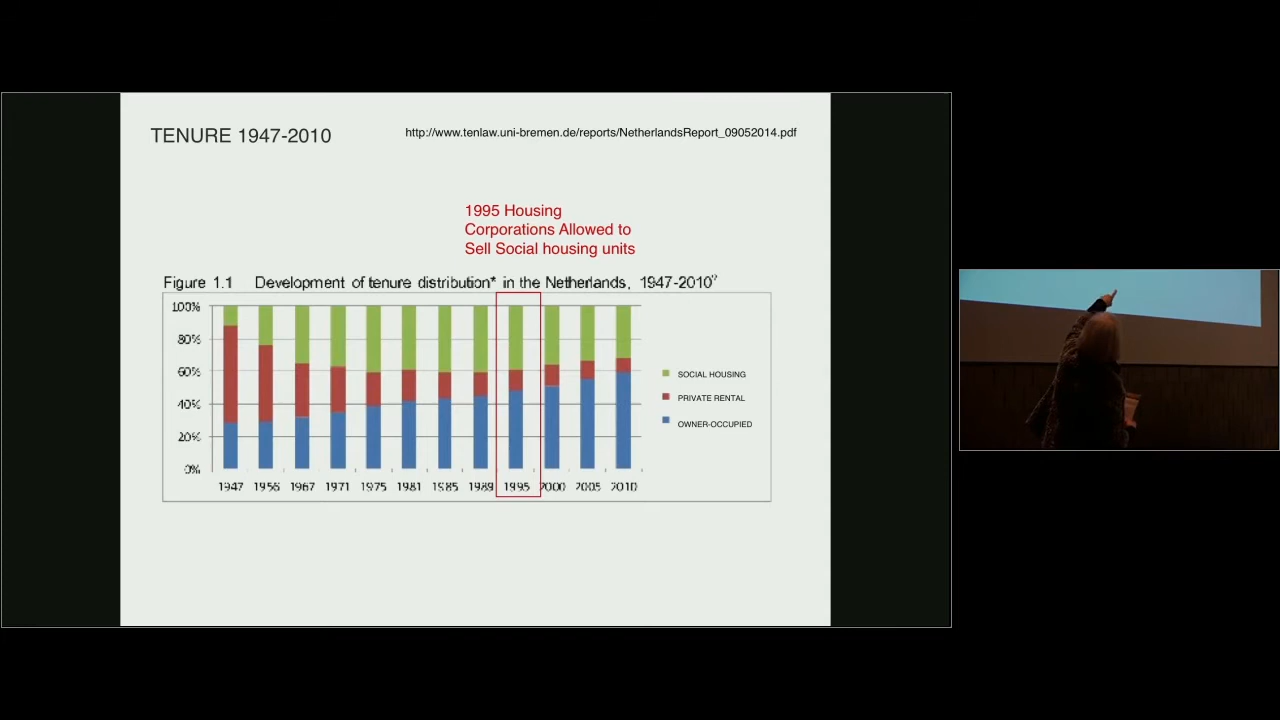 TENURE 1947-2010
http://www.tenlaw.uni-bremen.de/reports/NetherlandsReport_09052014.pdf
1995 Housing
Corporations Allowed to
Sell Social housing units
Figure 1.1 Development of tenure distribution* in the Netherlands, 1947-2010"
100%
80%
60%
40%
20%
0%
SOCIAL HOUSING
PRIVATE RENTAL
OWNER-OCCUPIED
1947 1956 1967 1971 1975 1981 1985 1989 1995 2000 2005 2010